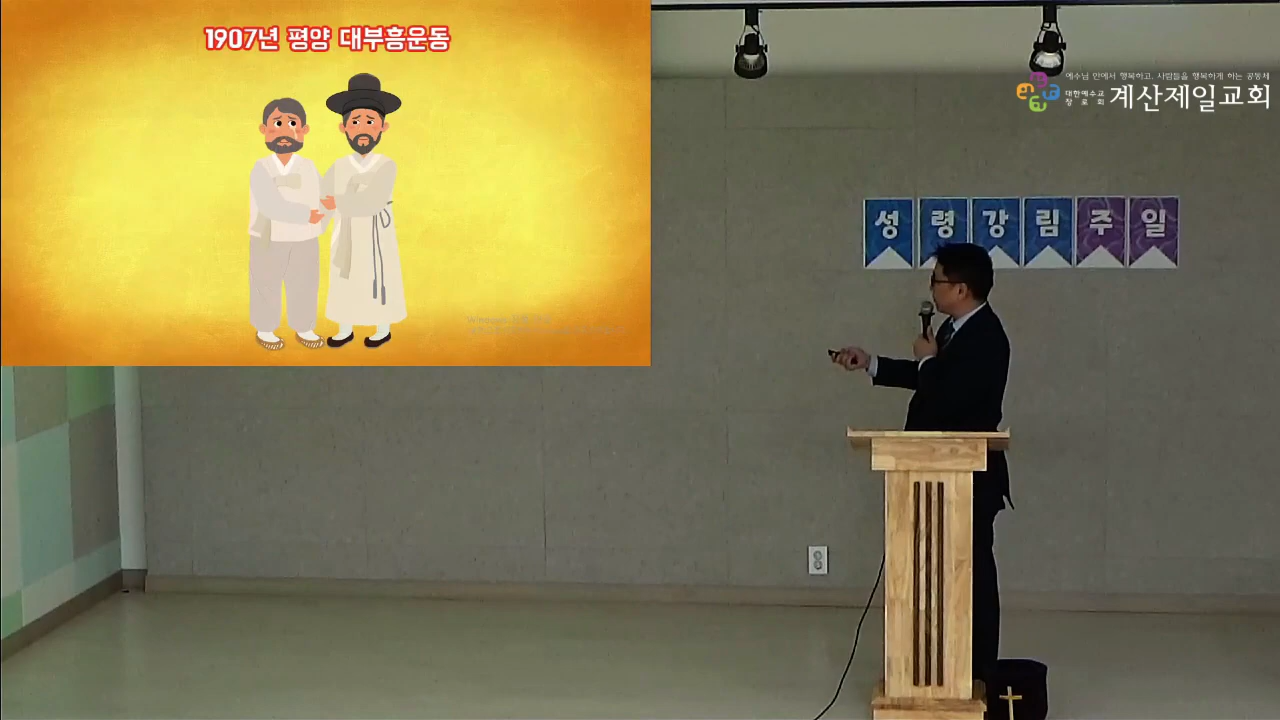 1907년 평양 대부흥운동
예수님 안에서 행복하고, 사람들을 행복하게 하는 공동체
대한예수교
장로회
계산제일교회
성령강림주일
Windows